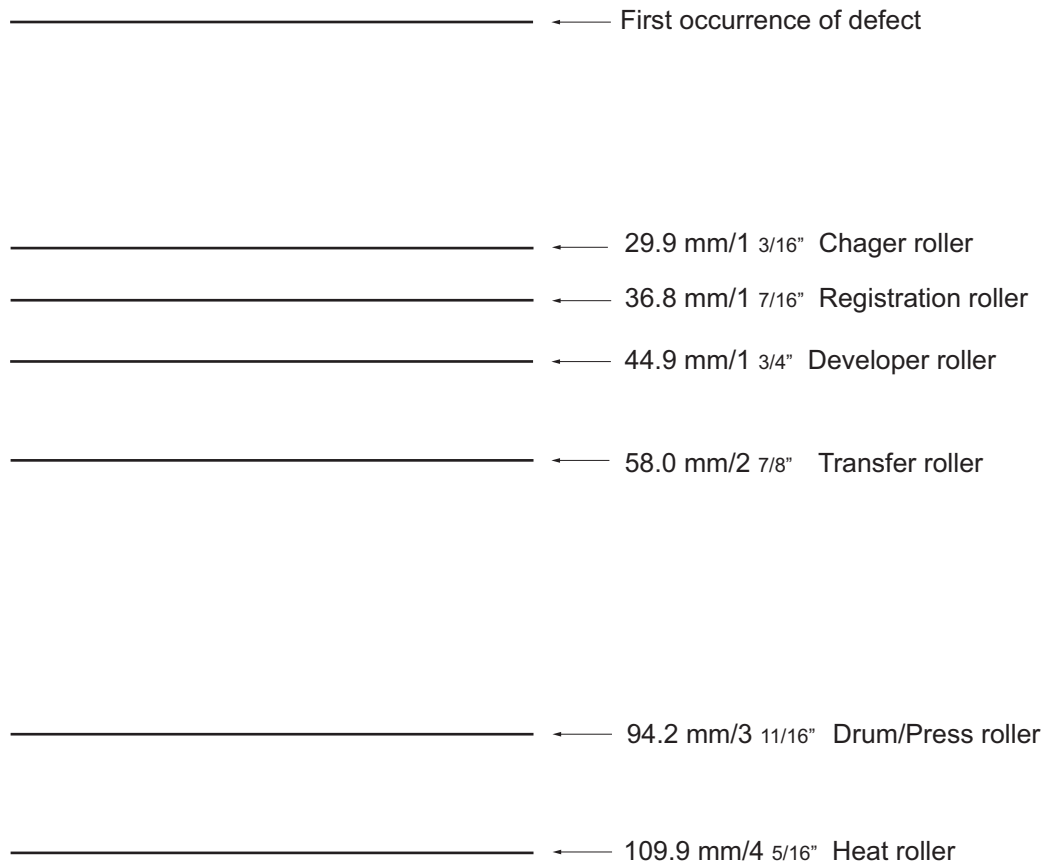 First occurrence of defect
29.9 mm/1 3/16” Chager roller
36.8 mm/1 7/16” Registration roller
44.9 mm/1 3/4” Developer roller
58.0 mm/2 7/8” Transfer roller
94.2 mm/3 11/16” Drum/Press roller
109.9 mm/4 5/16” Heat roller